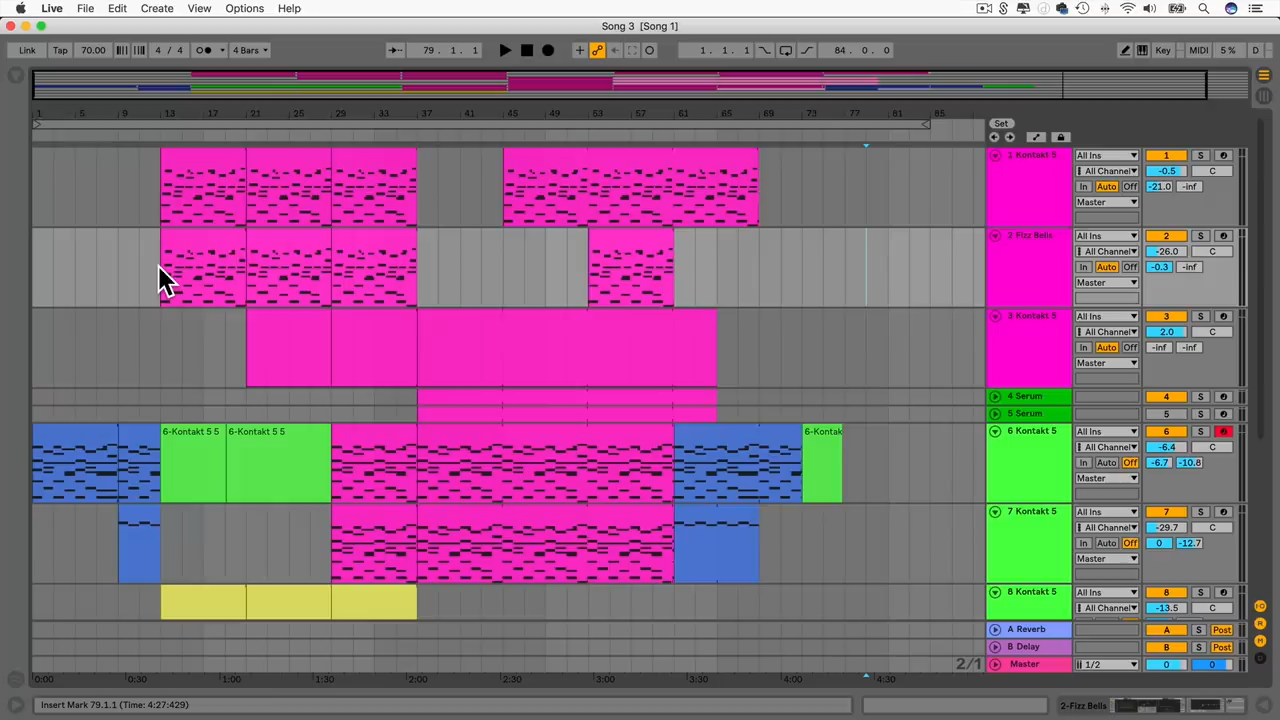 Live File Edit Create View Options Help
Song 3 [Song 1]
Link Tap 70.00 4 / 4 4 Bars 79. 1. 1 1. 1. 1 84. 0. 0 Key MIDI 5 % D
1 5 9 13 17 21 25 29 33 37 41 45 49 53 57 61 65 69 73 77 81 85
Set
1 Kontakt 5 All Ins 1 S
All Channel -0.5 C
In Auto Off -21.0 -inf
Master
2 Fizz Bells All Ins 2 S
All Channel -26.0 C
In Auto Off -0.3 -inf
Master
3 Kontakt 5 All Ins 3 S
All Channel 2.0 C
In Auto Off -inf -inf
Master
4 Serum 4 S
5 Serum 5 S
6-Kontakt 5 5 6-Kontakt 5 5 6-Kontak 6 Kontakt 5 All Ins 6 S
All Channel -6.4 C
In Auto Off -6.7 -10.8
Master
7 Kontakt 5 All Ins 7 S
All Channel -29.7 C
In Auto Off 0 -12.7
Master
8 Kontakt 5 All Ins 8 S
All Channel -13.5 C
A Reverb A S Post
B Delay B S Post
2/1 Master 1/2 0 0
0:00 0:30 1:00 1:30 2:00 2:30 3:00 3:30 4:00 4:30
Insert Mark 79.1.1 (Time: 4:27:429) 2-Fizz Bells